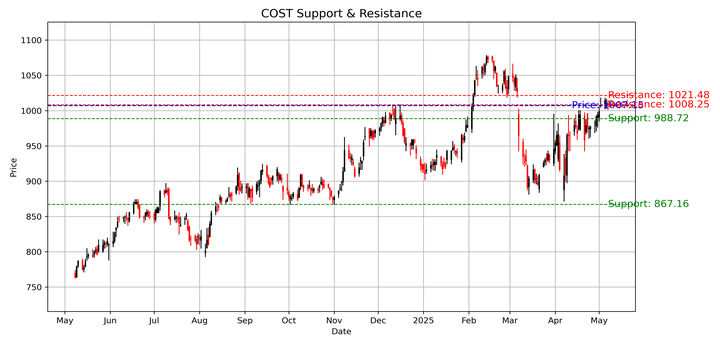 COST Support & Resistance
1100
1050
1000
950
900
850
800
750
Price
Resistance: 1021.48
Resistance: 1008.25
Price:
Support: 988.72
Support: 867.16
May
Jun
Jul
Aug
Sep
Oct
Nov
Dec
2025
Feb
Mar
Apr
May
Date